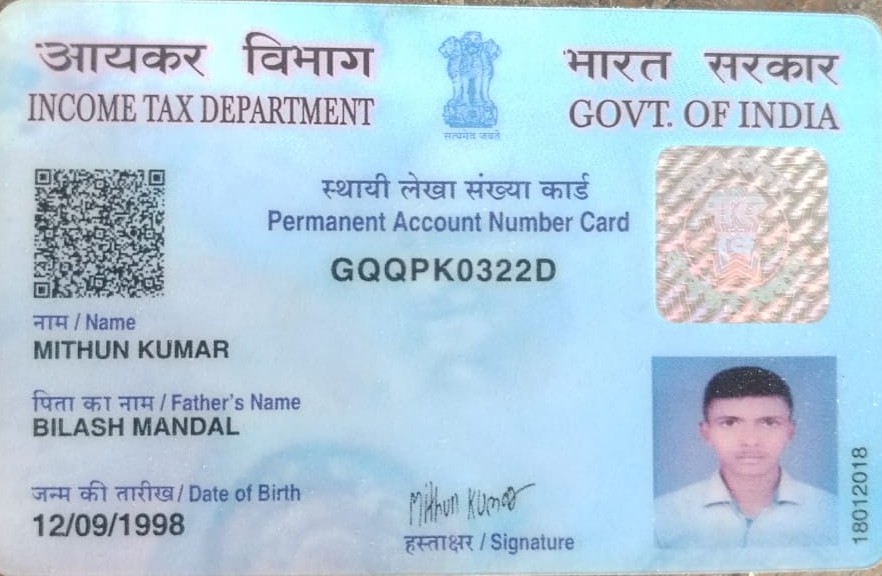 आयकर विभाग
INCOME TAX DEPARTMENT
सत्यमेव जयते
भारत सरकार
GOVT. OF INDIA
स्थायी लेखा संख्या कार्ड
Permanent Account Number Card
GQQPK0322D
नाम / Name
MITHUN KUMAR
पिता का नाम / Father's Name
BILASH MANDAL
जन्म की तारीख / Date of Birth
12/09/1998
Mithun Kumar
हस्ताक्षर / Signature
18012018